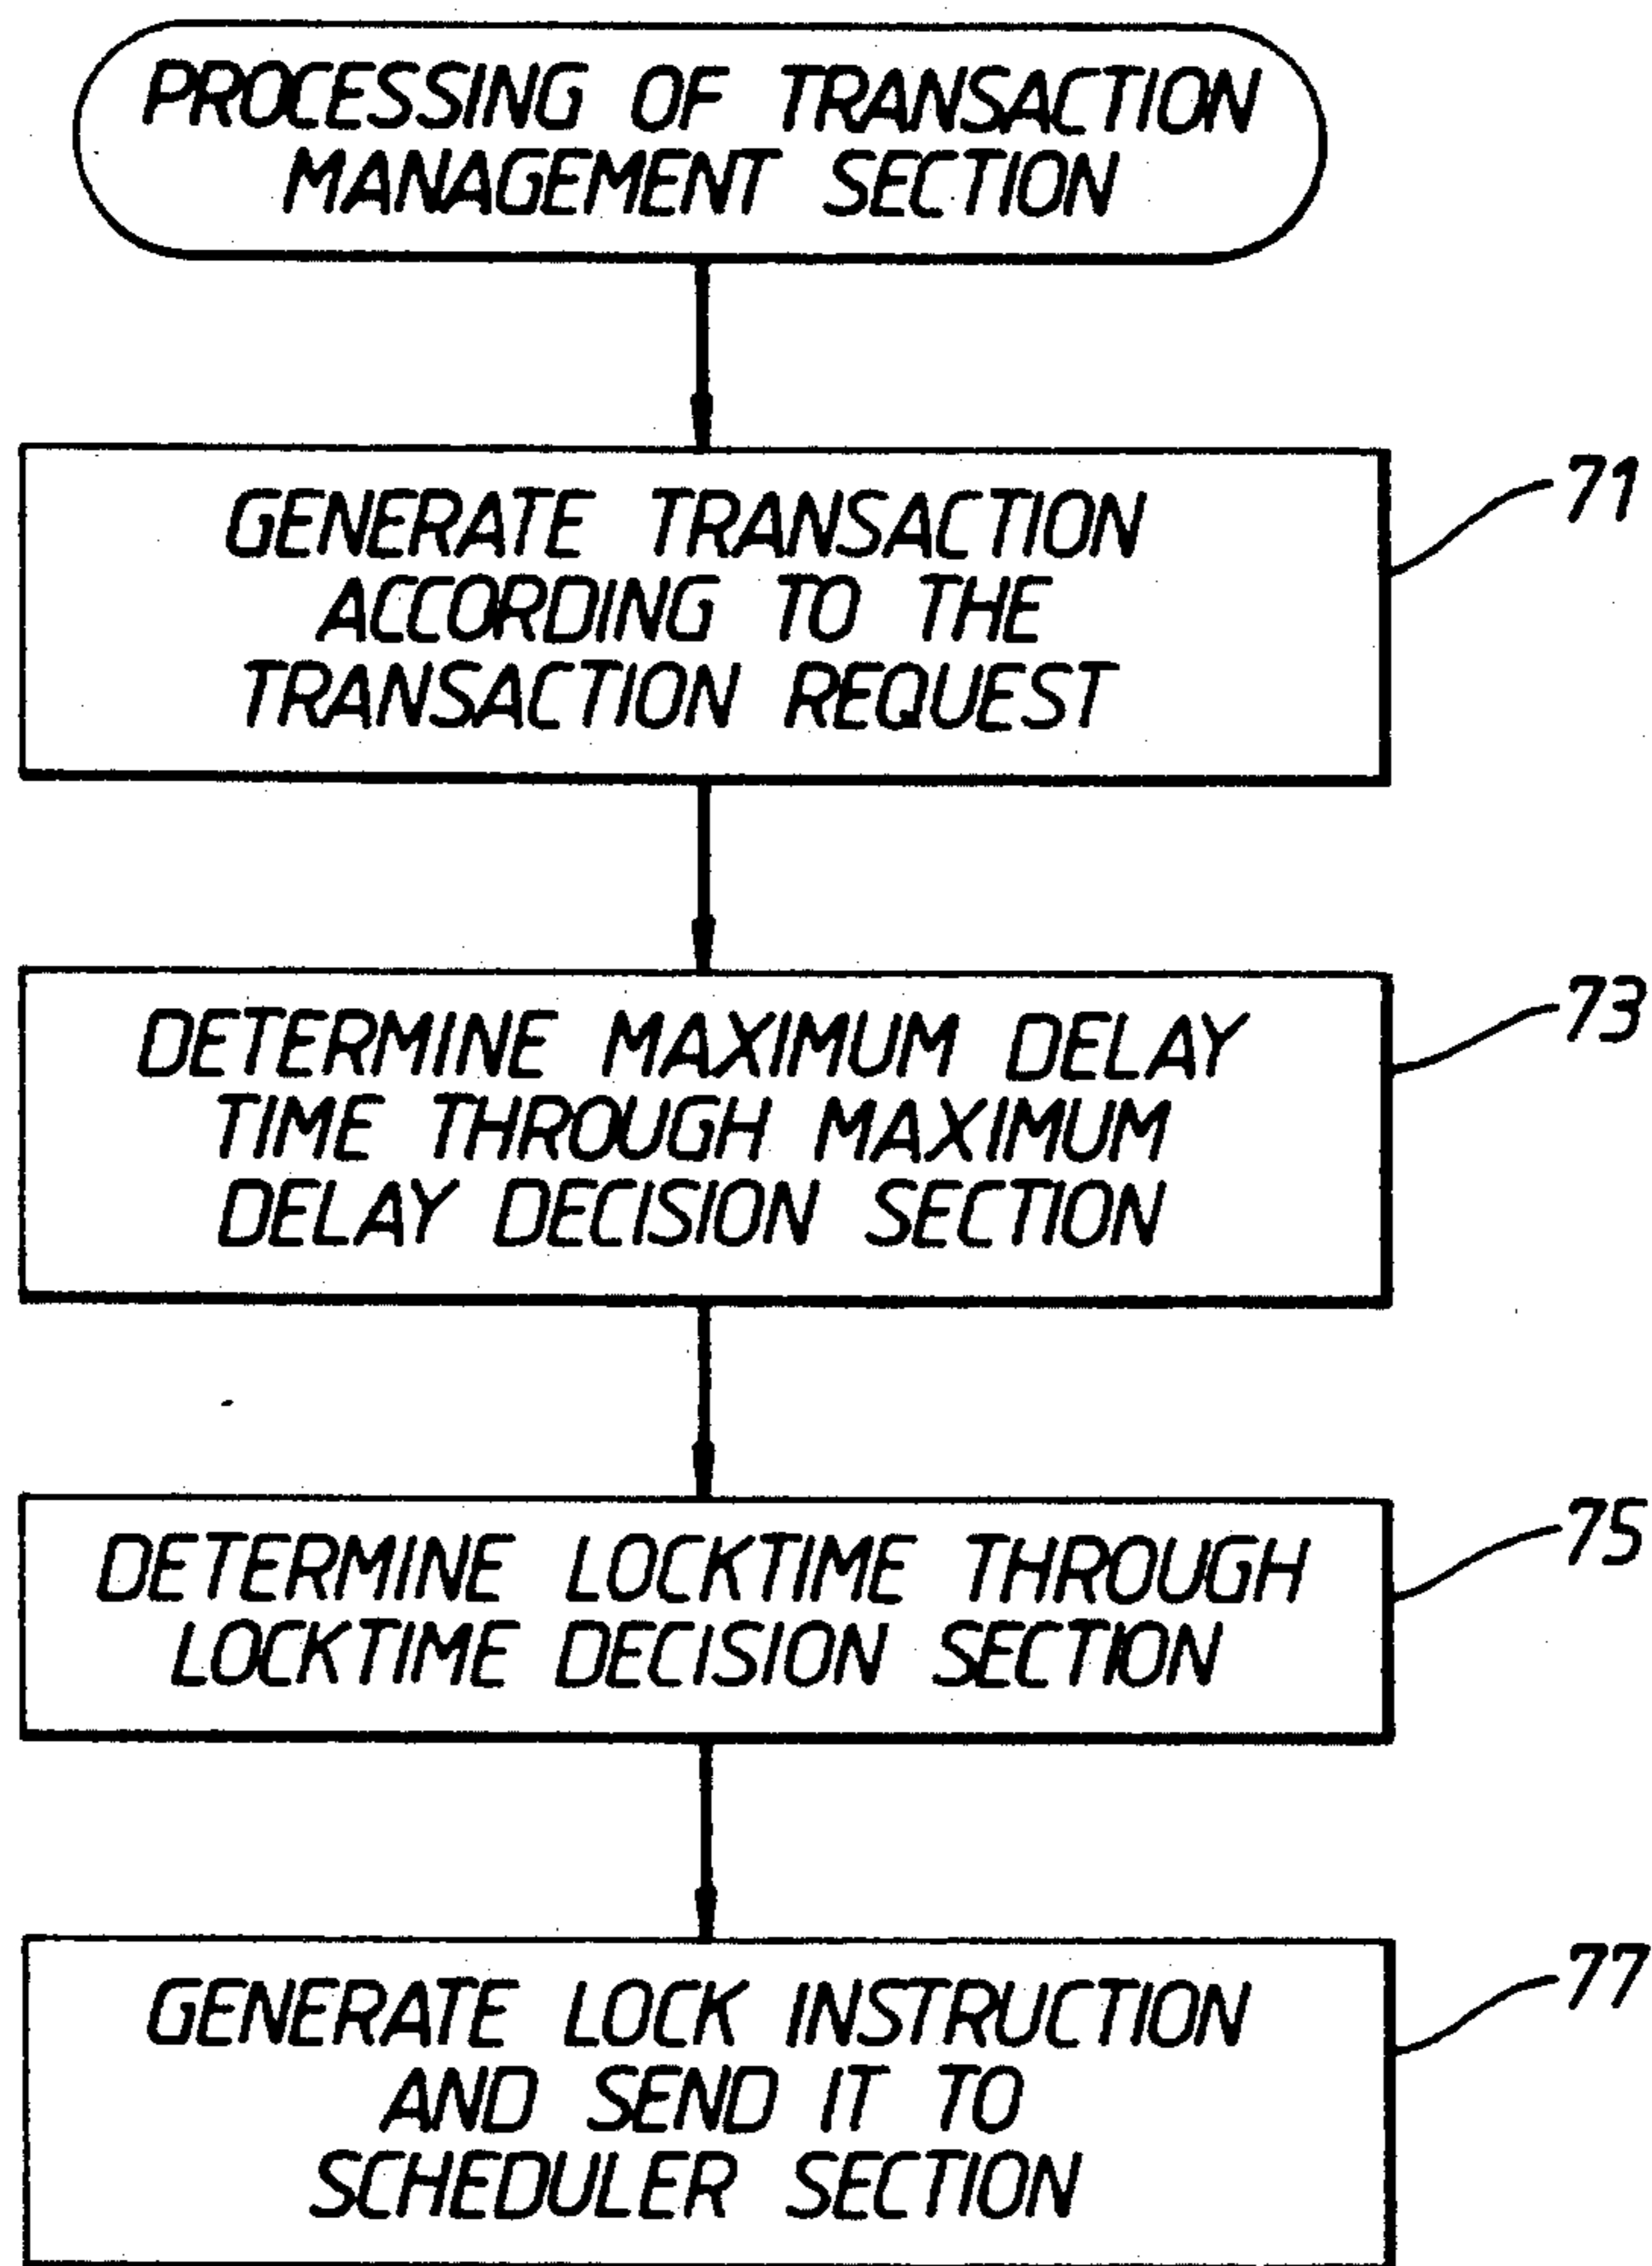 PROCESSING OF TRANSACTION
MANAGEMENT SECTION
GENERATE TRANSACTION
ACCORDING TO THE
TRANSACTION REQUEST
71
DETERMINE MAXIMUM DELAY
TIME THROUGH MAXIMUM
DELAY DECISION SECTION
73
DETERMINE LOCKTIME THROUGH
LOCKTIME DECISION SECTION
75
GENERATE LOCK INSTRUCTION
AND SEND IT TO
SCHEDULER SECTION
77